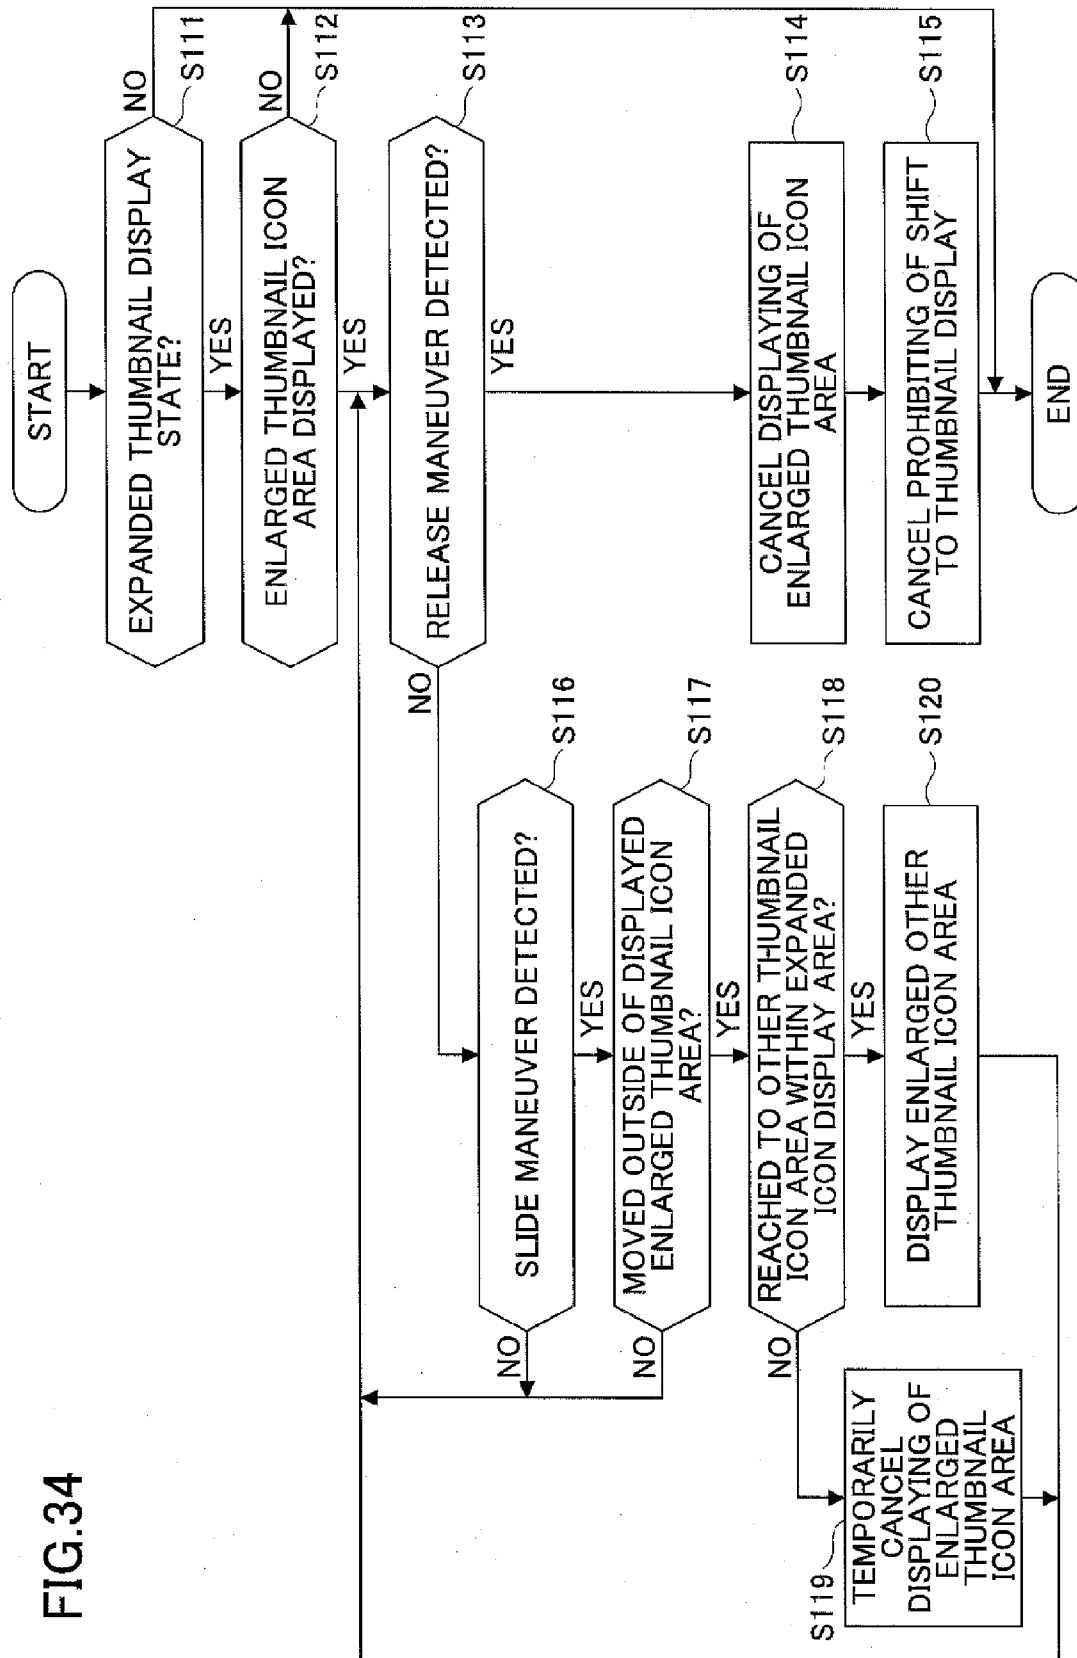 FIG.34
START
EXPANDED THUMBNAIL DISPLAY
STATE?
S111
NO
YES
ENLARGED THUMBNAIL ICON
AREA DISPLAYED?
S112
NO
YES
RELEASE MANEUVER DETECTED?
S113
NO
YES
CANCEL DISPLAYING OF
ENLARGED THUMBNAIL ICON
AREA
S114
CANCEL PROHIBITING OF SHIFT
TO THUMBNAIL DISPLAY
S115
END
SLIDE MANEUVER DETECTED?
S116
NO
YES
MOVED OUTSIDE OF DISPLAYED
ENLARGED THUMBNAIL ICON
AREA?
S117
NO
YES
REACHED TO OTHER THUMBNAIL
ICON AREA WITHIN EXPANDED
ICON DISPLAY AREA?
S118
NO
YES
TEMPORARILY
CANCEL
DISPLAYING OF
ENLARGED
THUMBNAIL
ICON AREA
S119
DISPLAY ENLARGED OTHER
THUMBNAIL ICON AREA
S120